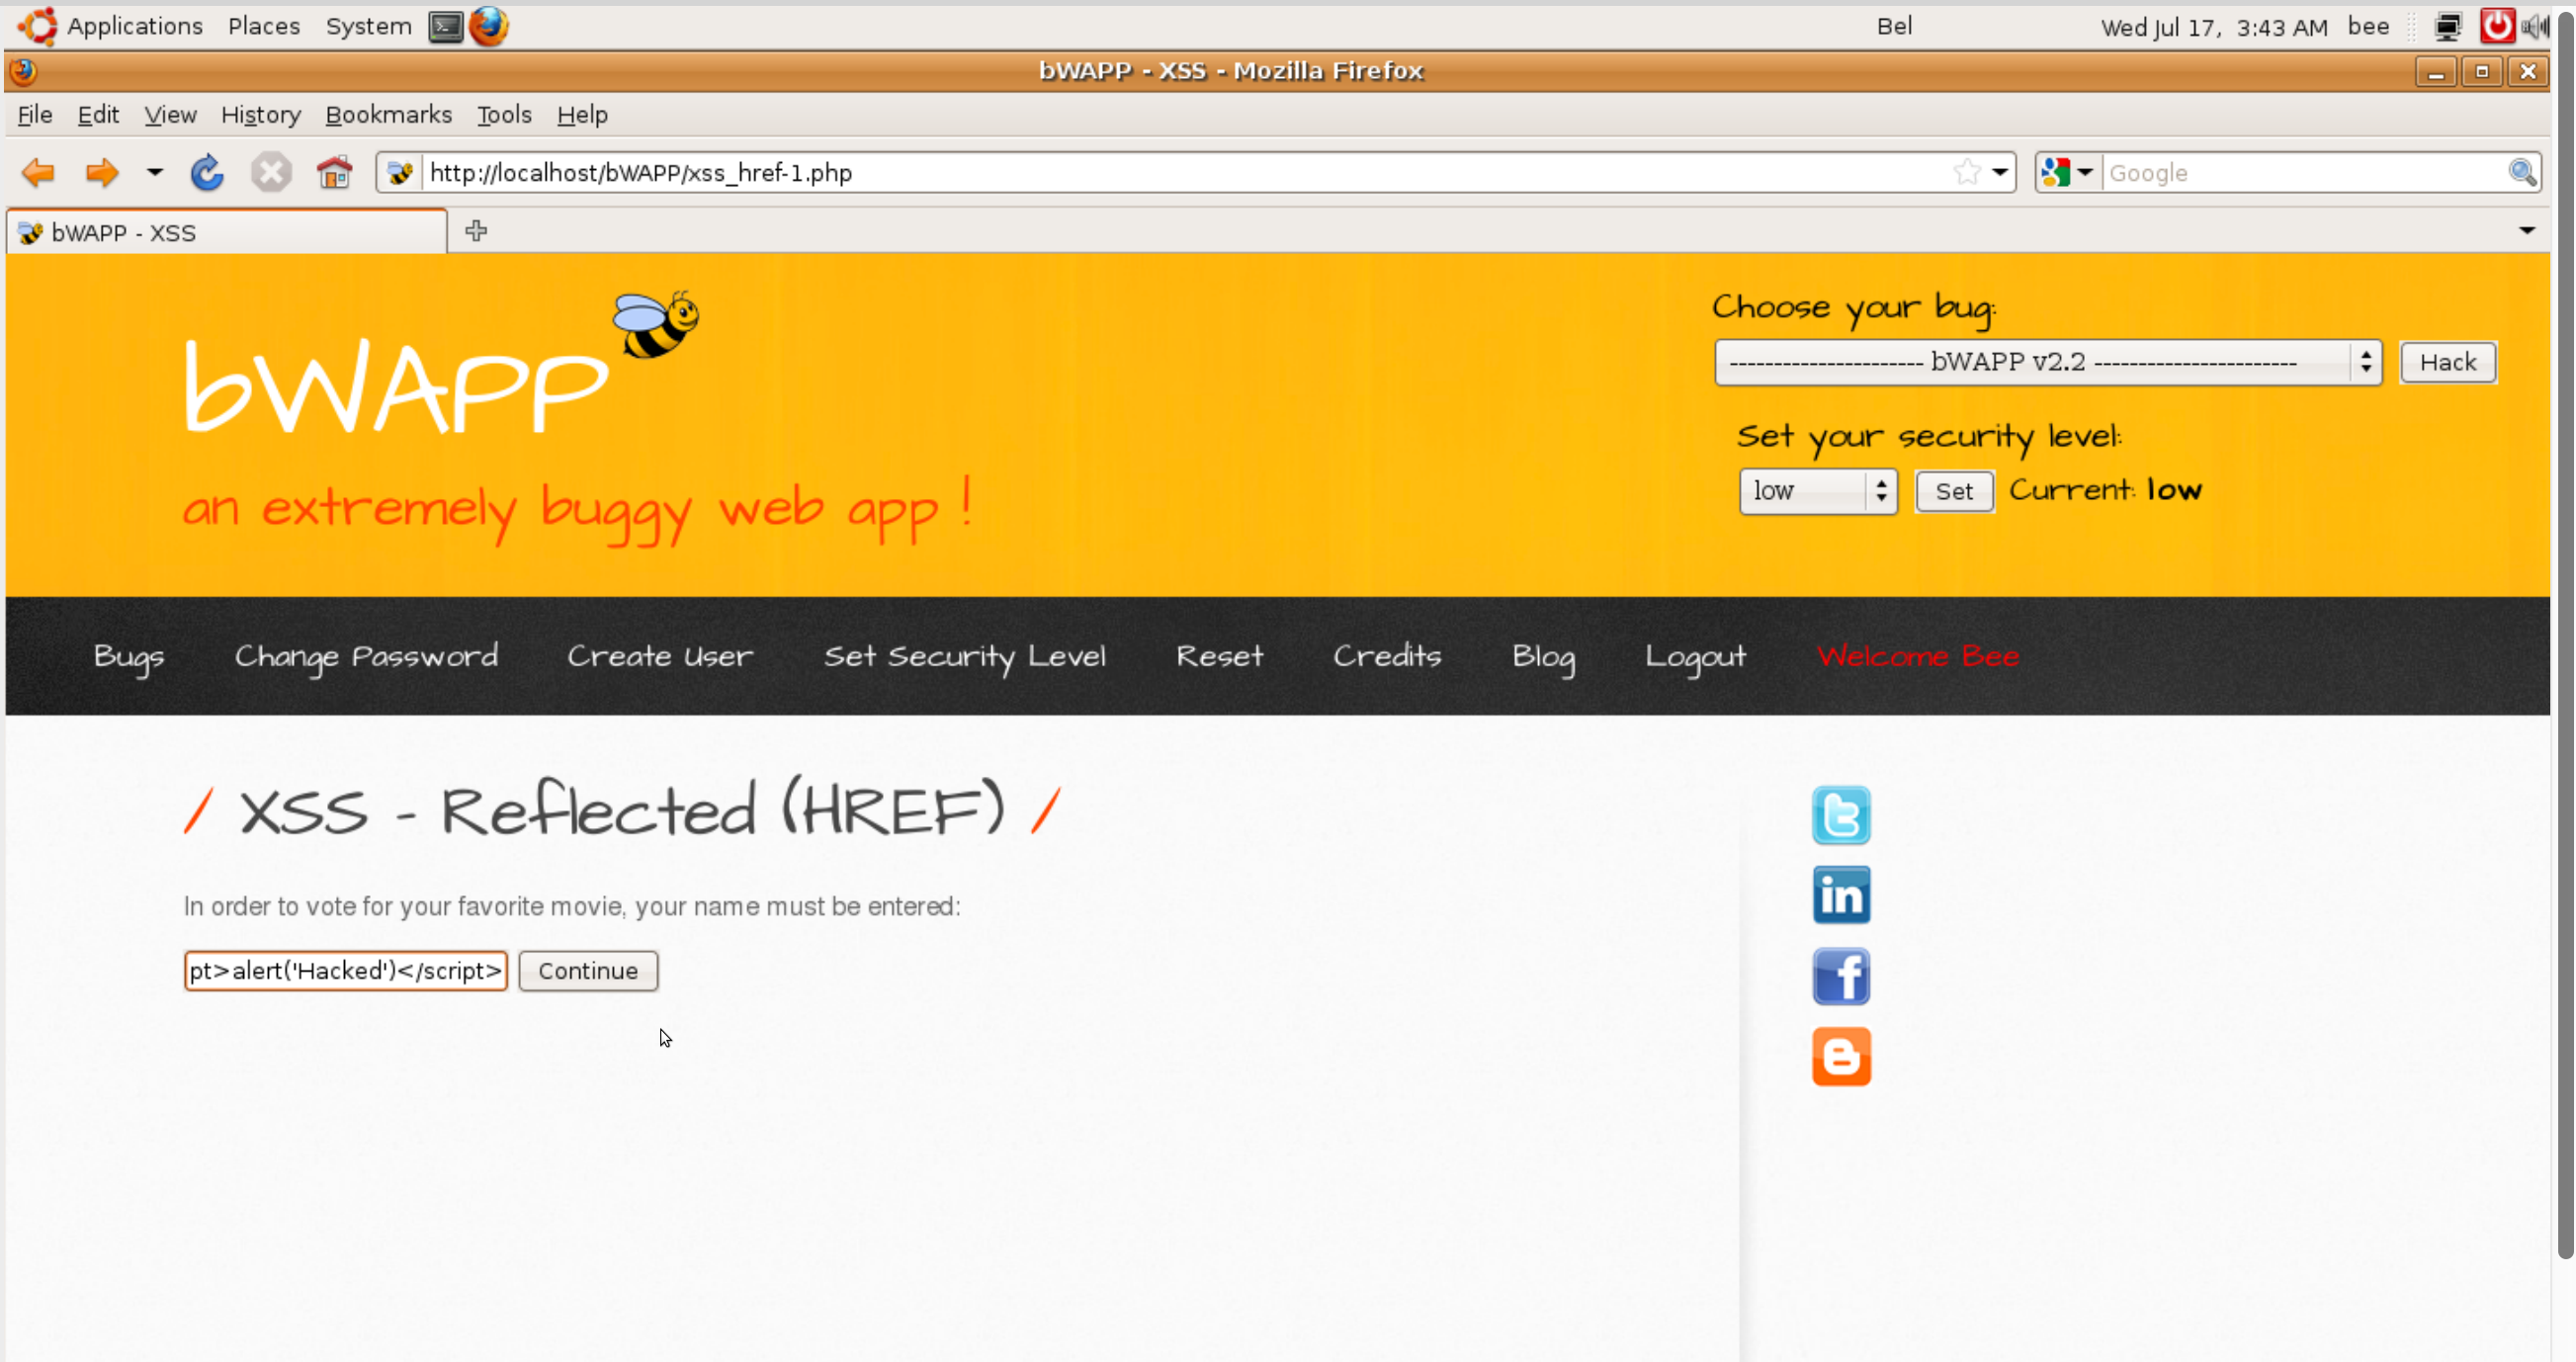 Applications Places System Bel Wed Jul 17, 3:43 AM bee
bWAPP - XSS - Mozilla Firefox
File Edit View History Bookmarks Tools Help
http://localhost/bWAPP/xss_href-1.php Google
bWAPP - XSS
bWAPP
an extremely buggy web app !
Choose your bug:
---------------------- bWAPP v2.2 ----------------------- Hack
Set your security level:
low Set Current: low
Bugs Change Password Create User Set Security Level Reset Credits Blog Logout Welcome Bee
/ XSS - Reflected (HREF) /
In order to vote for your favorite movie, your name must be entered:
pt>alert('Hacked')</script> Continue
t
in
f
B